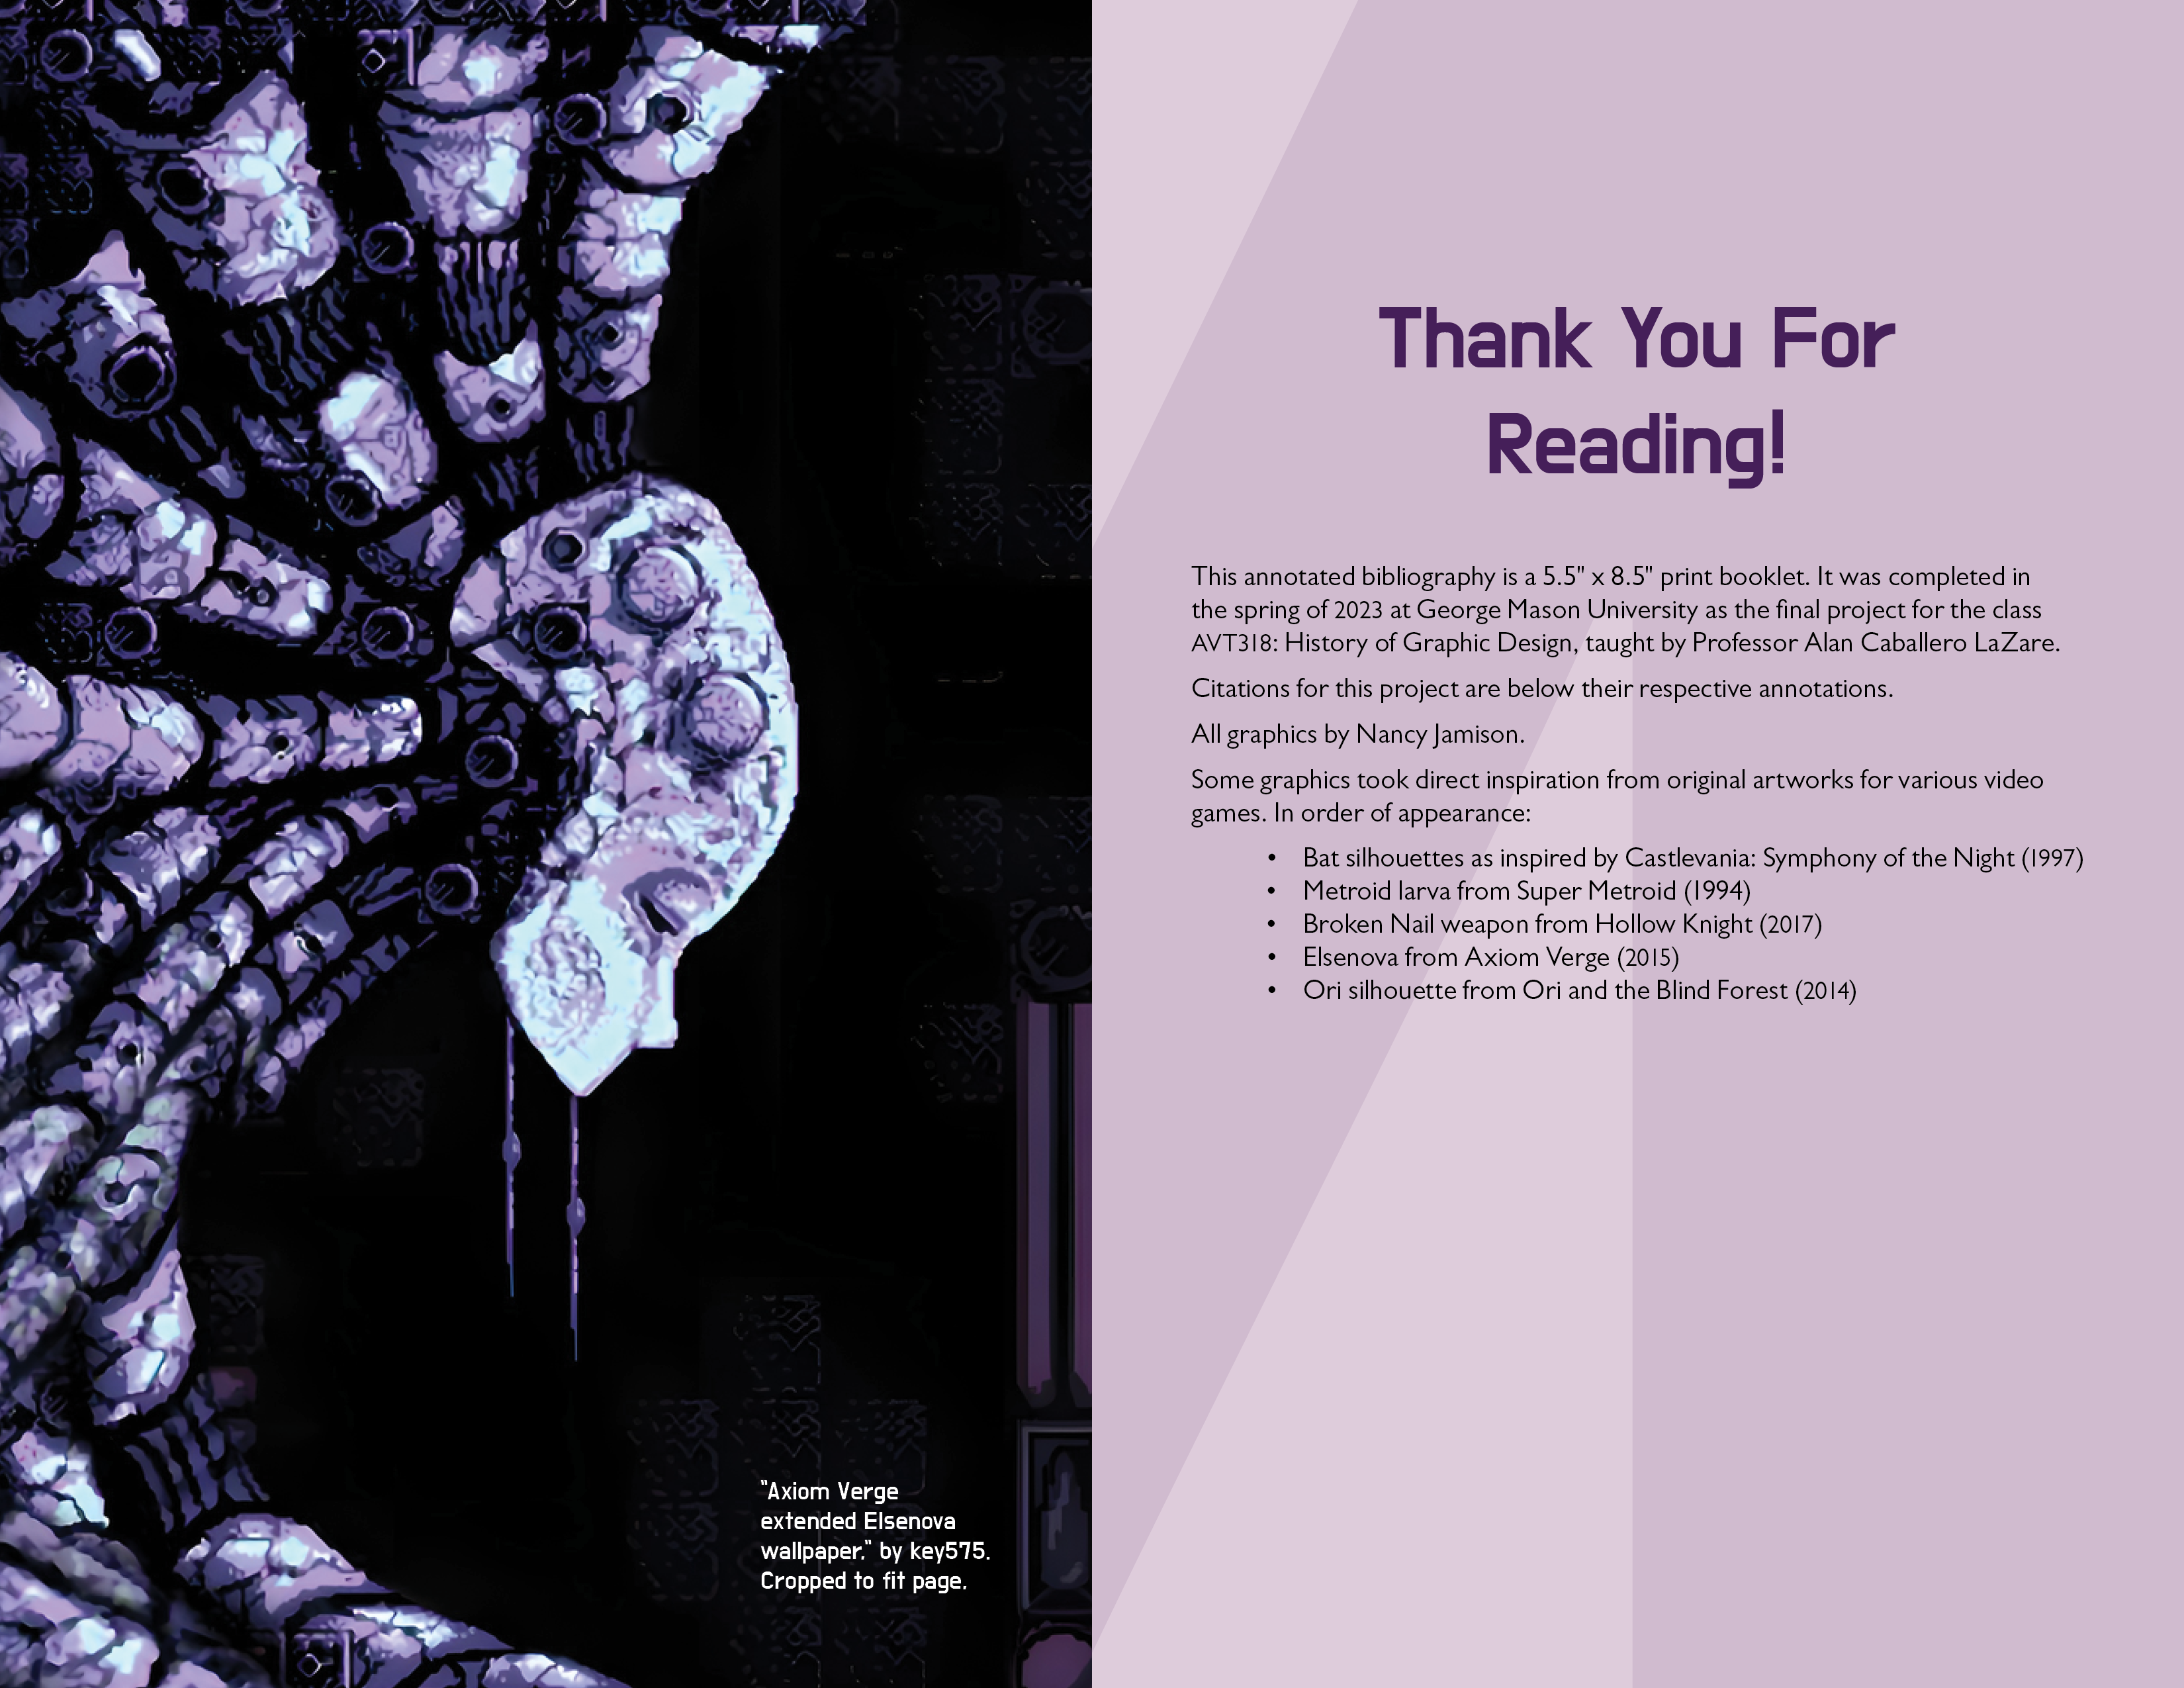 "Axiom Verge
extended Elsenova
wallpaper." by key575.
Cropped to fit page.
Thank You For
Reading!
This annotated bibliography is a 5.5" x 8.5" print booklet. It was completed in
the spring of 2023 at George Mason University as the final project for the class
AVT318: History of Graphic Design, taught by Professor Alan Caballero LaZare.
Citations for this project are below their respective annotations.
All graphics by Nancy Jamison.
Some graphics took direct inspiration from original artworks for various video
games. In order of appearance:
• Bat silhouettes as inspired by Castlevania: Symphony of the Night (1997)
• Metroid larva from Super Metroid (1994)
• Broken Nail weapon from Hollow Knight (2017)
• Elsenova from Axiom Verge (2015)
• Ori silhouette from Ori and the Blind Forest (2014)